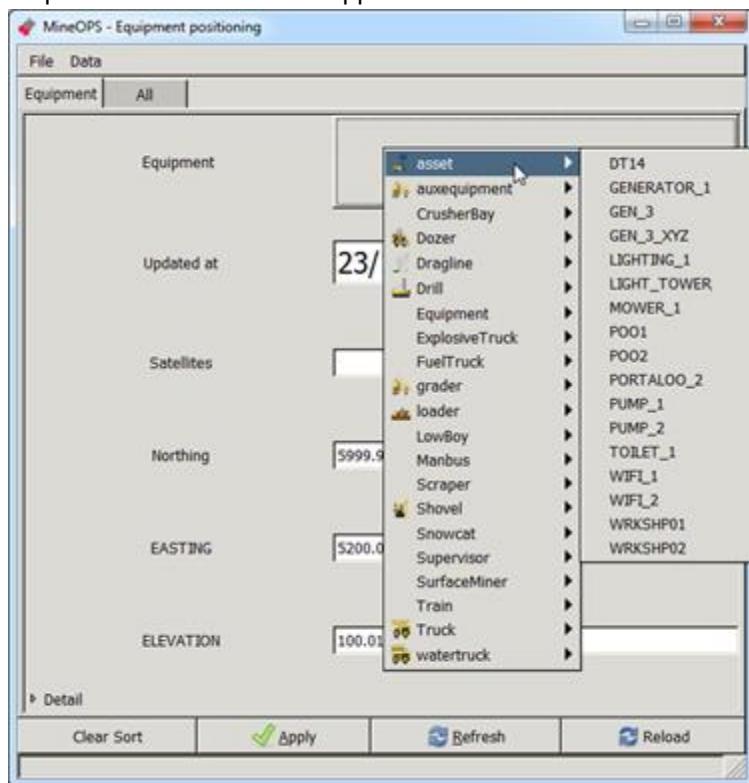 MineOPS - Equipment positioning
File Data
Equipment All
Equipment
Updated at 23/
Satellites
Northing 5999.9
EASTING 5200.0
ELEVATION 100.01
Detail
asset
auxequipment
CrusherBay
Dozer
Dragline
Drill
Equipment
ExplosiveTruck
FuelTruck
grader
loader
LowBoy
Manbus
Scraper
Shovel
Snowcat
Supervisor
SurfaceMiner
Train
Truck
watertruck
DT14
GENERATOR_1
GEN_3
GEN_3_XYZ
LIGHTING_1
LIGHT_TOWER
MOWER_1
POO1
POO2
PORTALOO_2
PUMP_1
PUMP_2
TOILET_1
WIFI_1
WIFI_2
WRKSHP01
WRKSHP02
Clear Sort Apply Refresh Reload